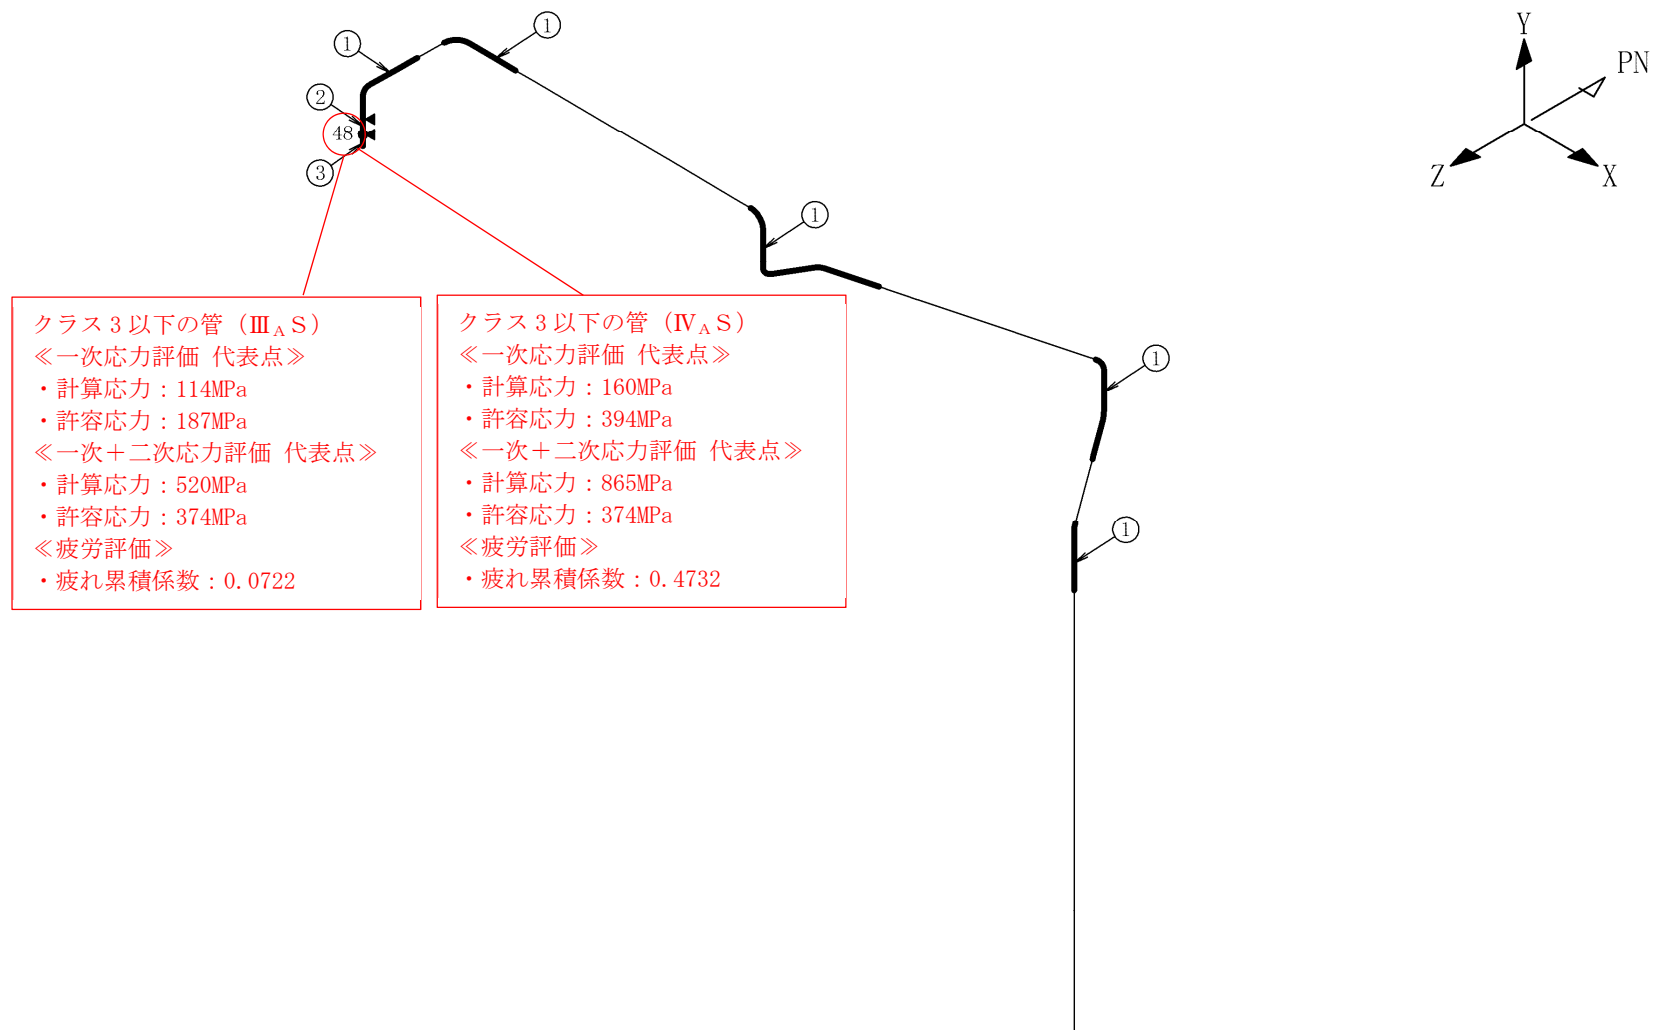 ①
①
Y
PN
②
48
③
Z
X
①
クラス3以下の管（ⅢAS）
≪一次応力評価 代表点≫
・計算応力：114MPa
・許容応力：187MPa
≪一次＋二次応力評価 代表点≫
・計算応力：520MPa
・許容応力：374MPa
≪疲労評価≫
・疲れ累積係数：0.0722
クラス3以下の管（ⅣAS）
≪一次応力評価 代表点≫
・計算応力：160MPa
・許容応力：394MPa
≪一次＋二次応力評価 代表点≫
・計算応力：865MPa
・許容応力：374MPa
≪疲労評価≫
・疲れ累積係数：0.4732
①
①